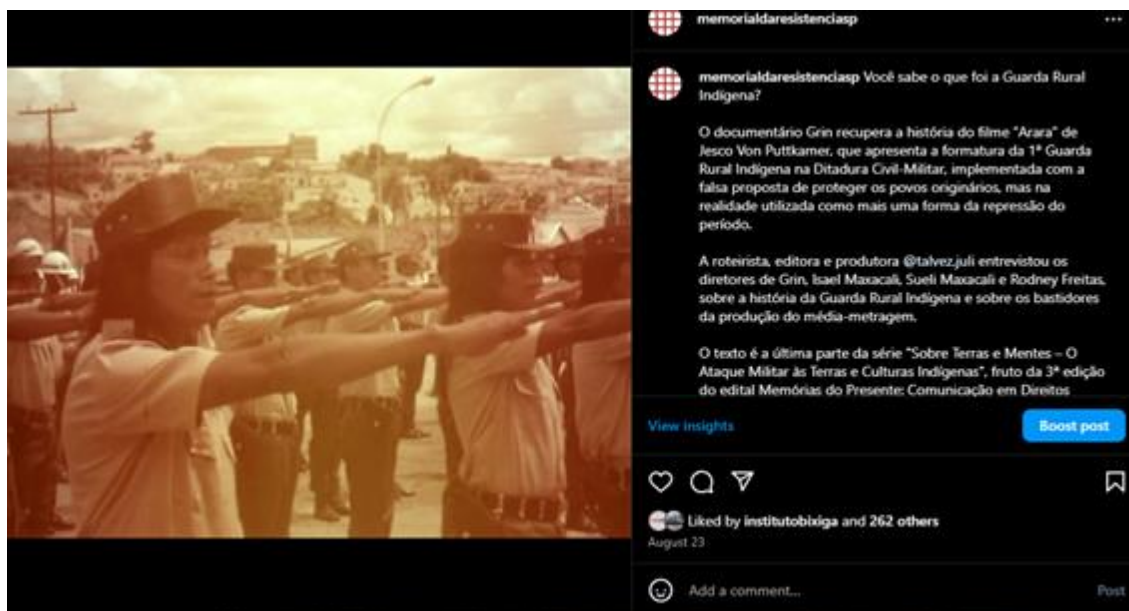 memorialdaresistenciasp
memorialdaresistenciasp Você sabe o que foi a Guarda Rural
Indígena?
O documentário Grin recupera a história do filme "Arara" de
Jesco Von Puttkamer, que apresenta a formatura da 1ª Guarda
Rural Indígena na Ditadura Civil-Militar, implementada com a
falsa proposta de proteger os povos originários, mas na
realidade utilizada como mais uma forma da repressão do
período.
A roteirista, editora e produtora @talvez.juli entrevistou os
diretores de Grin, Isael Maxacali, Sueli Maxacali e Rodney Freitas,
sobre a história da Guarda Rural Indígena e sobre os bastidores
da produção do média-metragem.
O texto é a última parte da série "Sobre Terras e Mentes – O
Ataque Militar às Terras e Culturas Indígenas", fruto da 3ª edição
do edital Memórias do Presente: Comunicação em Direitos
View insights
Boost post
Liked by institutobixiga and 262 others
August 23
Add a comment...
Post